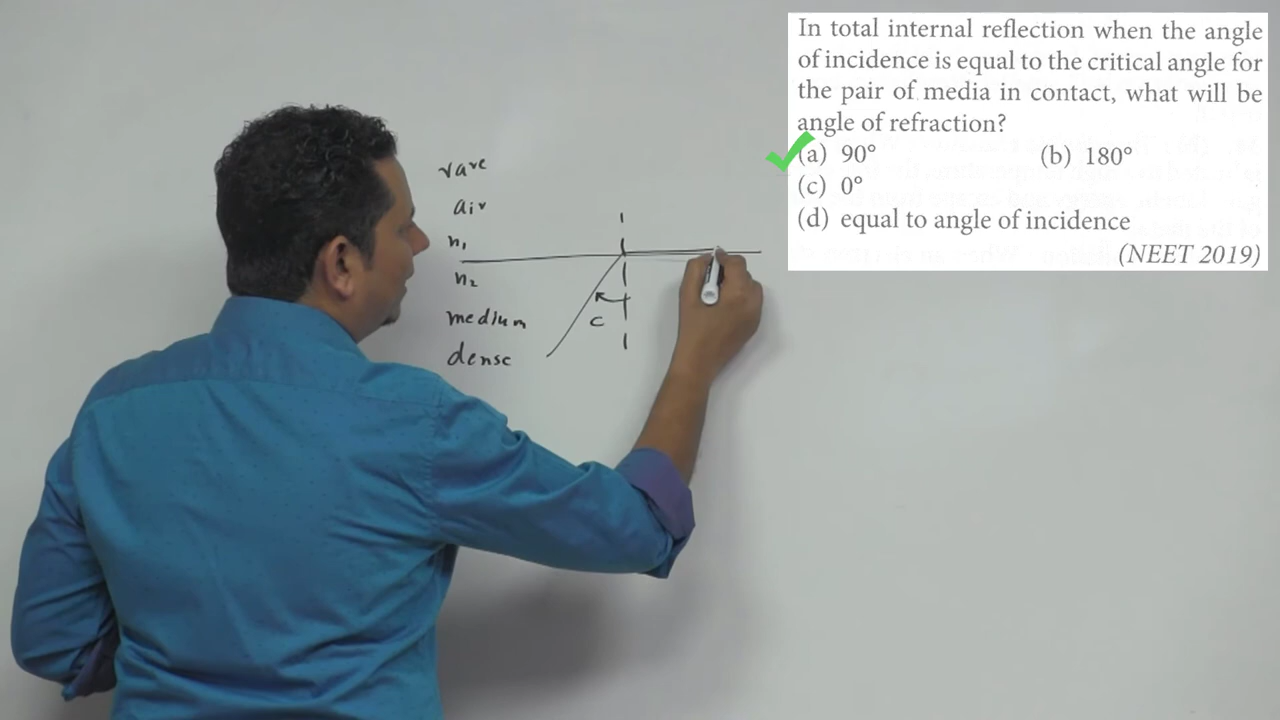 In total internal reflection when the angle
of incidence is equal to the critical angle for
the pair of media in contact, what will be
angle of refraction?
(a) 90° (b) 180°
(c) 0°
(d) equal to angle of incidence
(NEET 2019)
rare
air
n₁
n₂
medium
dense
c